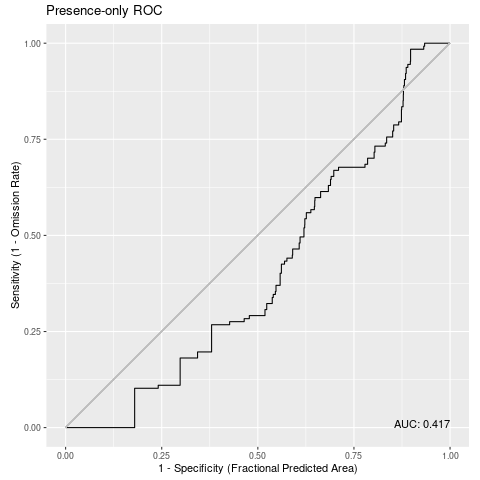 Presence-only ROC
Sensitivity (1 - Omission Rate)
1.00
0.75
0.50
0.25
0.00
AUC: 0.417
0.00 0.25 0.50 0.75 1.00
1 - Specificity (Fractional Predicted Area)